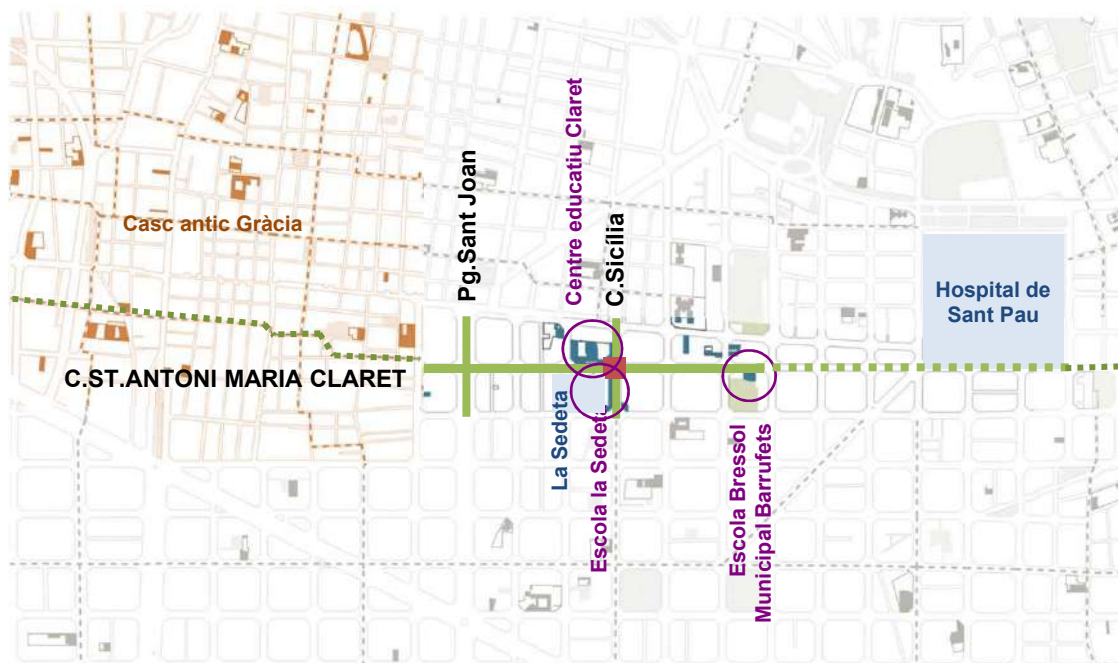 Casc antic Gràcia
Pg.Sant Joan
Centre educatiu Claret
C.Sicília
Hospital de
Sant Pau
C.ST.ANTONI MARIA CLARET
La Sedeta
Escola la Sedeta
Escola Bressol
Municipal Barrufets